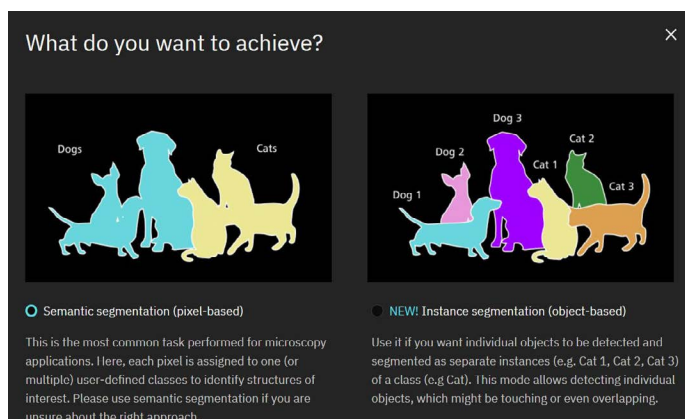 What do you want to achieve?
Dogs
Cats
Dog 3
Cat 2
Dog 2
Cat 1
Cat 3
Dog 1
Semantic segmentation (pixel-based)
This is the most common task performed for microscopy
applications. Here, each pixel is assigned to one (or
multiple) user-defined classes to identify structures of
interest. Please use semantic segmentation if you are
unsure about the right approach.
NEW! Instance segmentation (object-based)
Use it if you want individual objects to be detected and
segmented as separate instances (e.g. Cat 1, Cat 2, Cat 3)
of a class (e.g Cat). This mode allows detecting individual
objects, which might be touching or even overlapping.